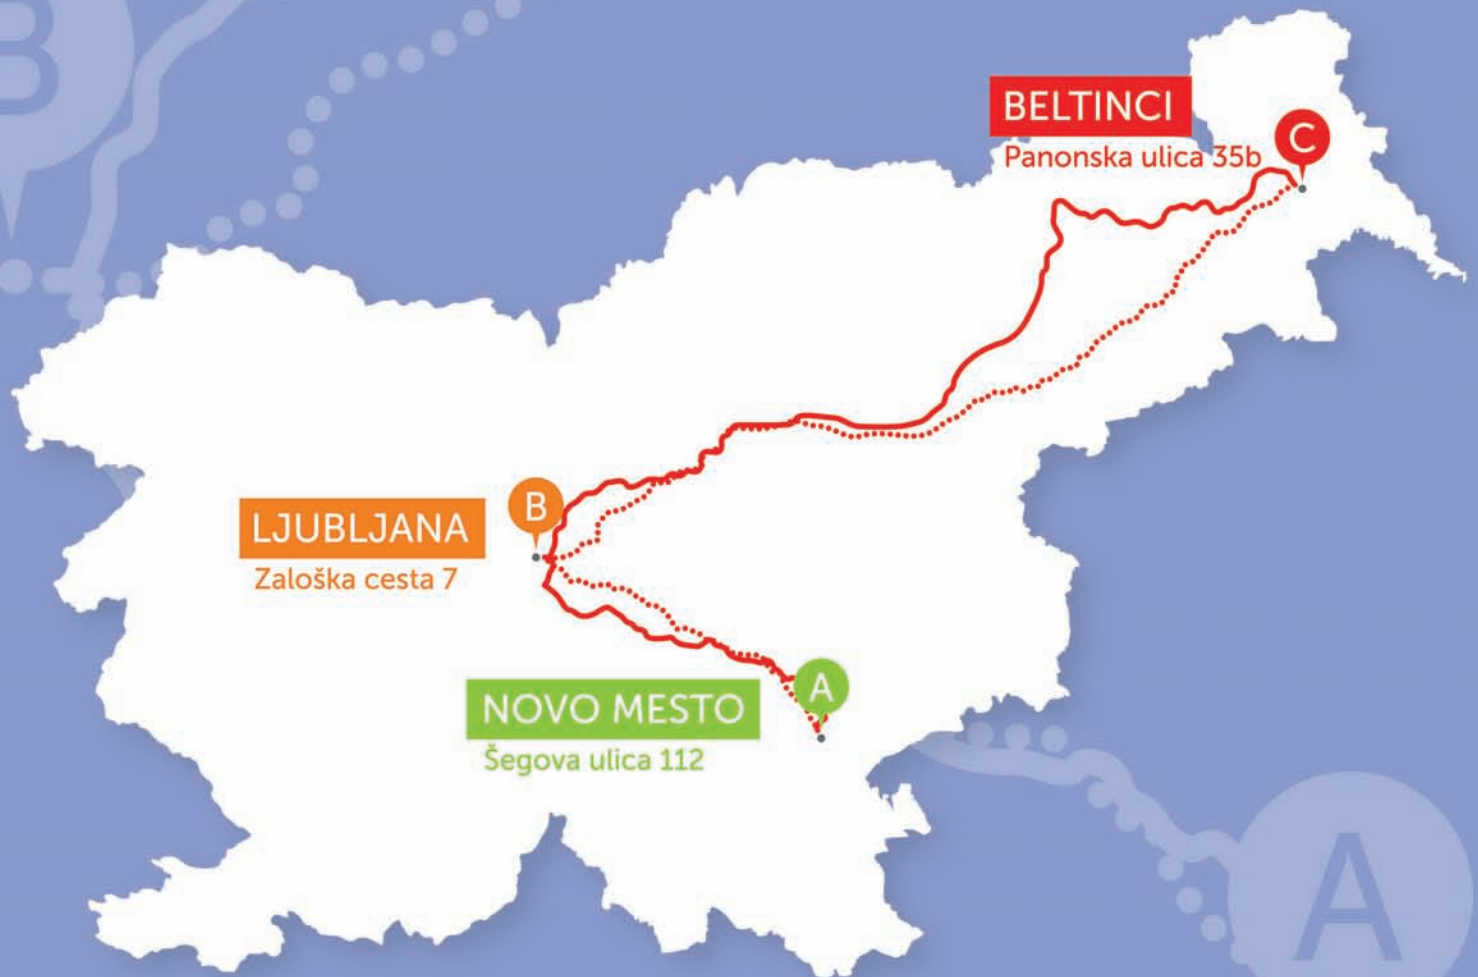 B
BELTINCI
Panonska ulica 35b
C
LJUBLJANA
Zaloška cesta 7
B
NOVO MESTO
Šegova ulica 112
A
A